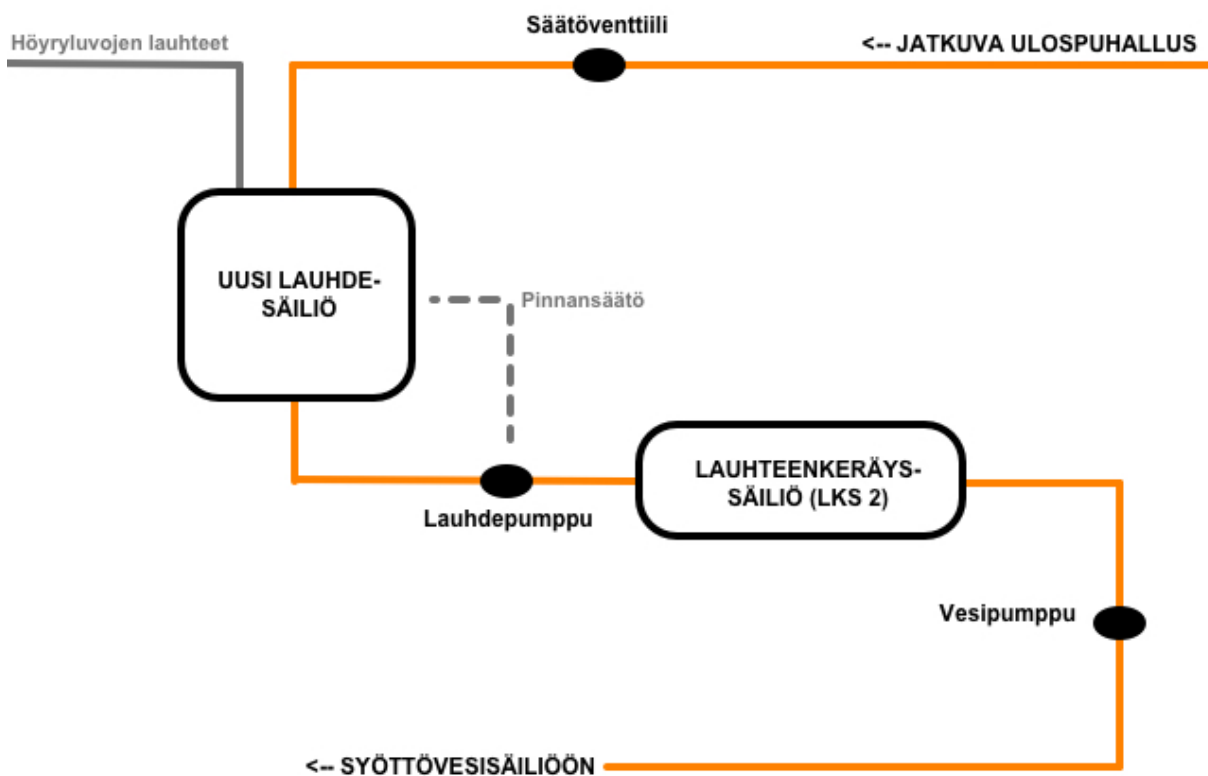 Säätöventtiili
Höyryluvojen lauhteet
<-- JATKUVA ULOSPUHALLUS
UUSI LAUHDE-
SÄILIÖ
Pinnansäätö
LAUHTEENKERÄYS-
SÄILIÖ (LKS 2)
Lauhdepumppu
Vesipumppu
<-- SYÖTTÖVESISÄILIÖÖN